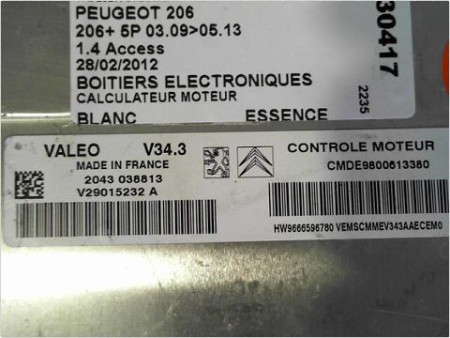 PEUGEOT 206
206+ 5P 03.09>05.13
1.4 Access
28/02/2012
BOITIERS ELECTRONIQUES
CALCULATEUR MOTEUR
BLANC ESSENCE
30417
2235
VALEO V34.3
MADE IN FRANCE
2043 038813
V29015232 A
CONTROLE MOTEUR
CMDE9800613380
HW9666596780 VEMSCMMEV343AAECEM0